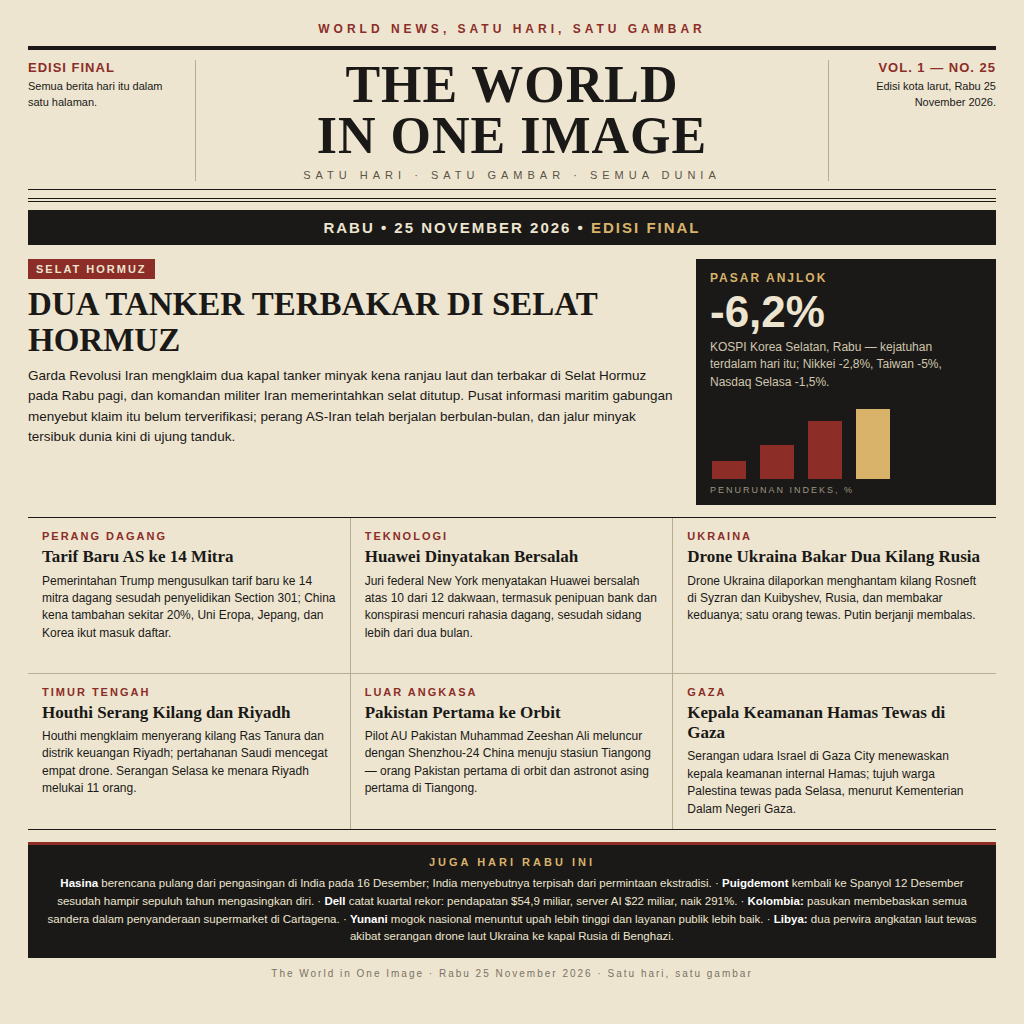 WORLD NEWS, SATU HARI, SATU GAMBAR
EDISI FINAL
Semua berita hari itu dalam
satu halaman.
THE WORLD
IN ONE IMAGE
SATU HARI · SATU GAMBAR · SEMUA DUNIA
VOL. 1 — NO. 25
Edisi kota larut, Rabu 25
November 2026.
RABU • 25 NOVEMBER 2026 • EDISI FINAL
SELAT HORMUZ
DUA TANKER TERBAKAR DI SELAT
HORMUZ
Garda Revolusi Iran mengklaim dua kapal tanker minyak kena ranjau laut dan terbakar di Selat Hormuz
pada Rabu pagi, dan komandan militer Iran memerintahkan selat ditutup. Pusat informasi maritim gabungan
menyebut klaim itu belum terverifikasi; perang AS-Iran telah berjalan berbulan-bulan, dan jalur minyak
tersibuk dunia kini di ujung tanduk.
PASAR ANJLOK
-6,2%
KOSPI Korea Selatan, Rabu — kejatuhan
terdalam hari itu; Nikkei -2,8%, Taiwan -5%,
Nasdaq Selasa -1,5%.
PENURUNAN INDEKS, %
PERANG DAGANG
Tarif Baru AS ke 14 Mitra
Pemerintahan Trump mengusulkan tarif baru ke 14
mitra dagang sesudah penyelidikan Section 301; China
kena tambahan sekitar 20%, Uni Eropa, Jepang, dan
Korea ikut masuk daftar.
TEKNOLOGI
Huawei Dinyatakan Bersalah
Juri federal New York menyatakan Huawei bersalah
atas 10 dari 12 dakwaan, termasuk penipuan bank dan
konspirasi mencuri rahasia dagang, sesudah sidang
lebih dari dua bulan.
UKRAINA
Drone Ukraina Bakar Dua Kilang Rusia
Drone Ukraina dilaporkan menghantam kilang Rosneft
di Syzran dan Kuibyshev, Rusia, dan membakar
keduanya; satu orang tewas. Putin berjanji membalas.
TIMUR TENGAH
Houthi Serang Kilang dan Riyadh
Houthi mengklaim menyerang kilang Ras Tanura dan
distrik keuangan Riyadh; pertahanan Saudi mencegat
empat drone. Serangan Selasa ke menara Riyadh
melukai 11 orang.
LUAR ANGKASA
Pakistan Pertama ke Orbit
Pilot AU Pakistan Muhammad Zeeshan Ali meluncur
dengan Shenzhou-24 China menuju stasiun Tiangong
— orang Pakistan pertama di orbit dan astronot asing
pertama di Tiangong.
GAZA
Kepala Keamanan Hamas Tewas di
Gaza
Serangan udara Israel di Gaza City menewaskan
kepala keamanan internal Hamas; tujuh warga
Palestina tewas pada Selasa, menurut Kementerian
Dalam Negeri Gaza.
JUGA HARI RABU INI
Hasina berencana pulang dari pengasingan di India pada 16 Desember; India menyebutnya terpisah dari permintaan ekstradisi. · Puigdemont kembali ke Spanyol 12 Desember
sesudah hampir sepuluh tahun mengasingkan diri. · Dell catat kuartal rekor: pendapatan $54,9 miliar, server AI $22 miliar, naik 291%. · Kolombia: pasukan membebaskan semua
sandera dalam penyanderaan supermarket di Cartagena. · Yunani mogok nasional menuntut upah lebih tinggi dan layanan publik lebih baik. · Libya: dua perwira angkatan laut tewas
akibat serangan drone laut Ukraina ke kapal Rusia di Benghazi.
The World in One Image · Rabu 25 November 2026 · Satu hari, satu gambar